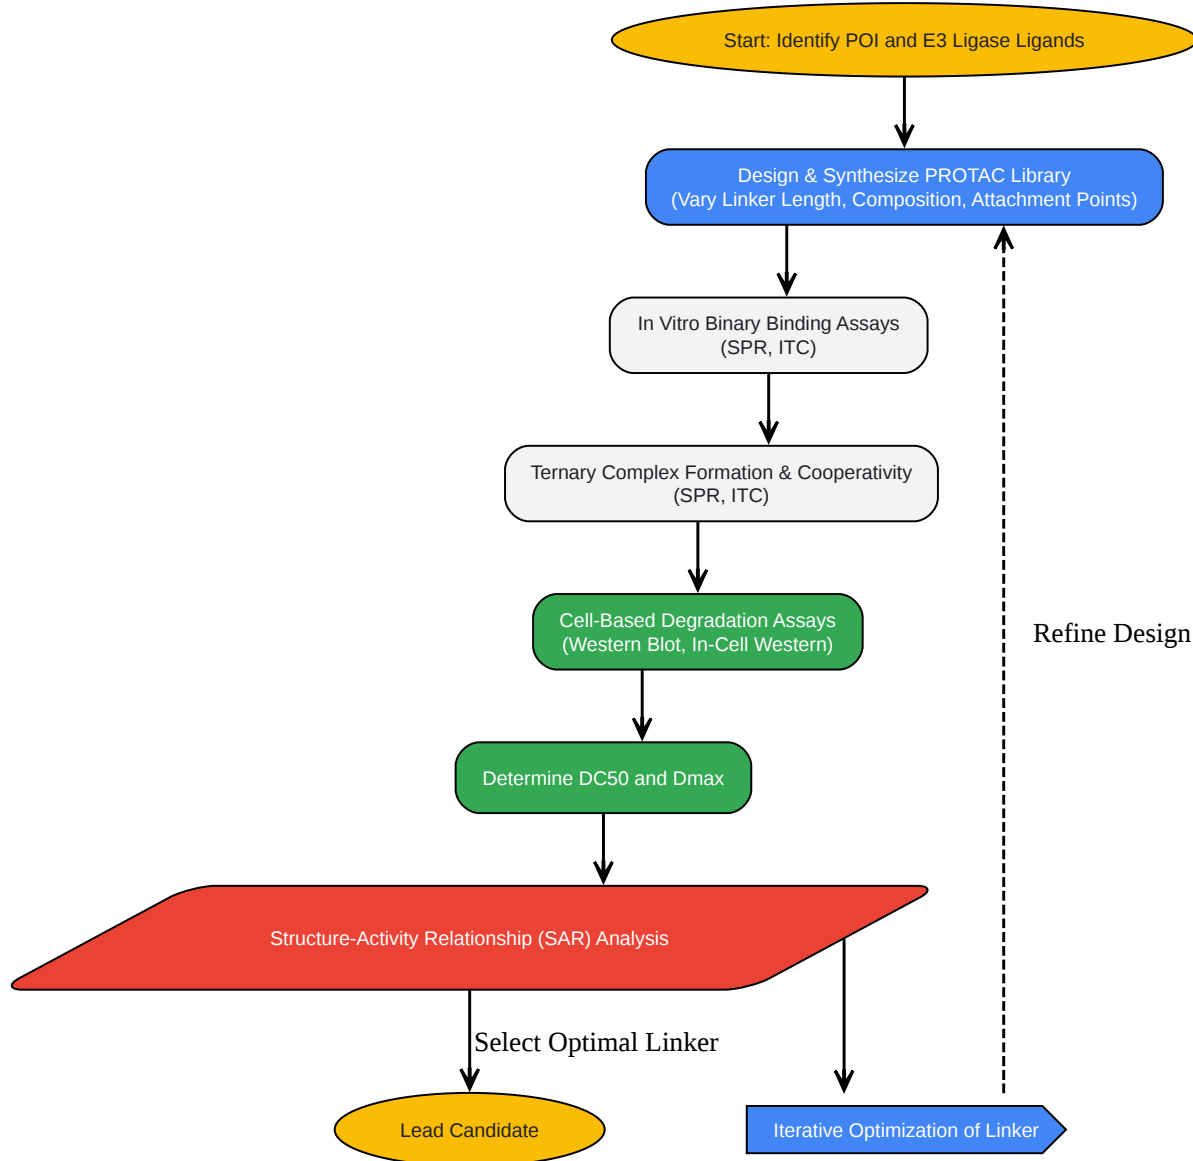 Start: Identify POI and E3 Ligase Ligands
Design & Synthesize PROTAC Library
(Vary Linker Length, Composition, Attachment Points)
In Vitro Binary Binding Assays
(SPR, ITC)
Ternary Complex Formation & Cooperativity
(SPR, ITC)
Cell-Based Degradation Assays
(Western Blot, In-Cell Western)
Refine Design
Determine DC50 and Dmax
Structure-Activity Relationship (SAR) Analysis
Select Optimal Linker
Lead Candidate
Iterative Optimization of Linker